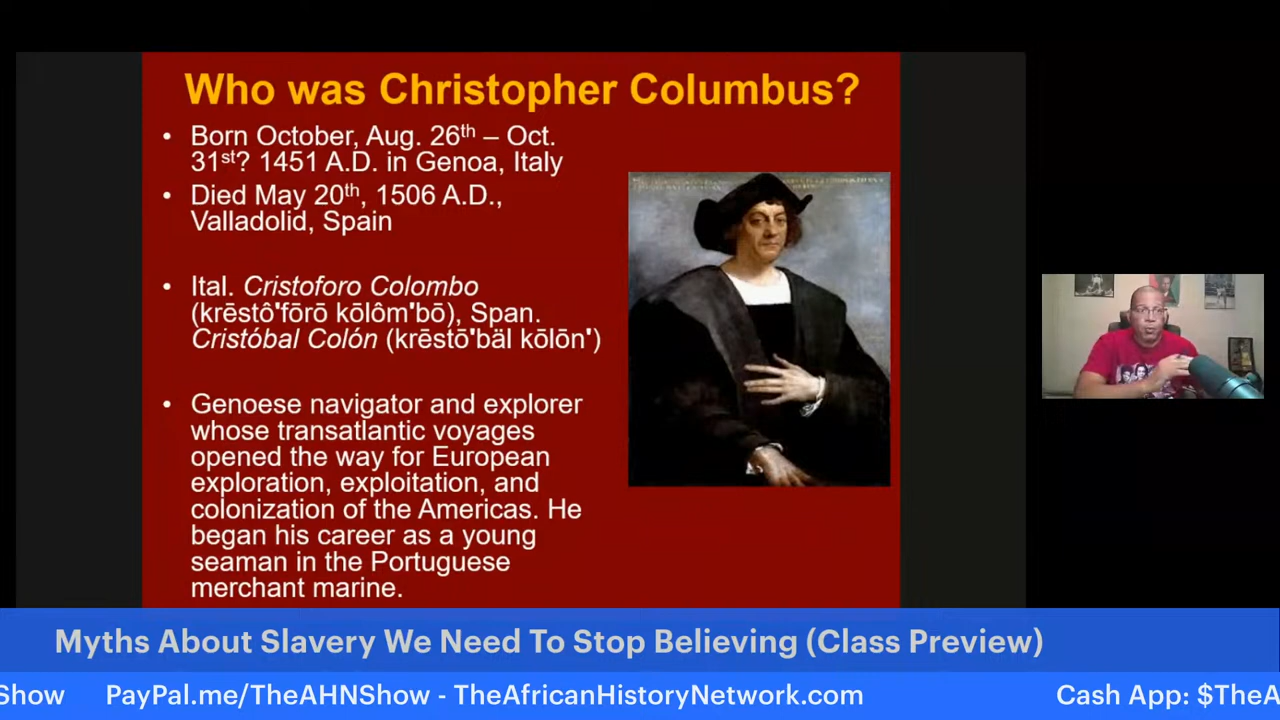 Who was Christopher Columbus?
• Born October, Aug. 26th – Oct.
31st? 1451 A.D. in Genoa, Italy
• Died May 20th, 1506 A.D.,
Valladolid, Spain
• Ital. Cristoforo Colombo
(krēstô'fōrō kōlôm'bō), Span.
Cristóbal Colón (krēstō'bäl kōlōn')
• Genoese navigator and explorer
whose transatlantic voyages
opened the way for European
exploration, exploitation, and
colonization of the Americas. He
began his career as a young
seaman in the Portuguese
merchant marine.
Myths About Slavery We Need To Stop Believing (Class Preview)
Show PayPal.me/TheAHNShow - TheAfricanHistoryNetwork.com Cash App: $TheA